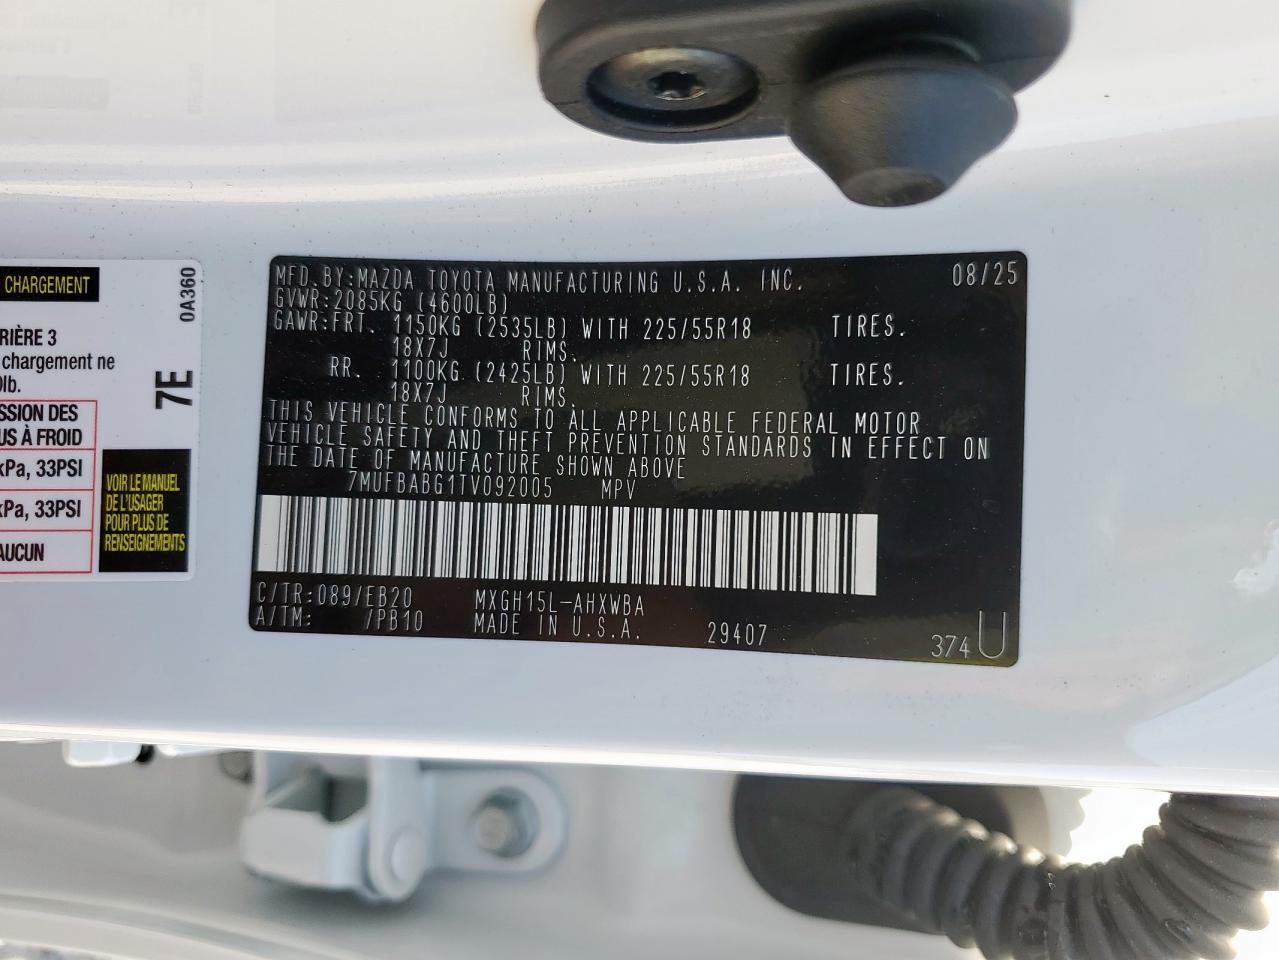 CHARGEMENT
0A360
RIÈRE 3
chargement ne
lb.
7E
SSION DES
US À FROID
kPa, 33PSI
kPa, 33PSI
AUCUN
VOIR LE MANUEL
DE L'USAGER
POUR PLUS DE
RENSEIGNEMENTS
MFD.BY:MAZDA TOYOTA MANUFACTURING U.S.A. INC. 08/25
GVWR:2085KG (4600LB)
GAWR:FRT. 1150KG (2535LB) WITH 225/55R18 TIRES.
18X7J RIMS.
RR. 1100KG (2425LB) WITH 225/55R18 TIRES.
18X7J RIMS.
THIS VEHICLE CONFORMS TO ALL APPLICABLE FEDERAL MOTOR
VEHICLE SAFETY AND THEFT PREVENTION STANDARDS IN EFFECT ON
THE DATE OF MANUFACTURE SHOWN ABOVE
7MUFBABG1TV092005 MPV
C/TR:089/EB20 MXGH15L-AHXWBA
A/TM: /PB10 MADE IN U.S.A. 29407 374 U